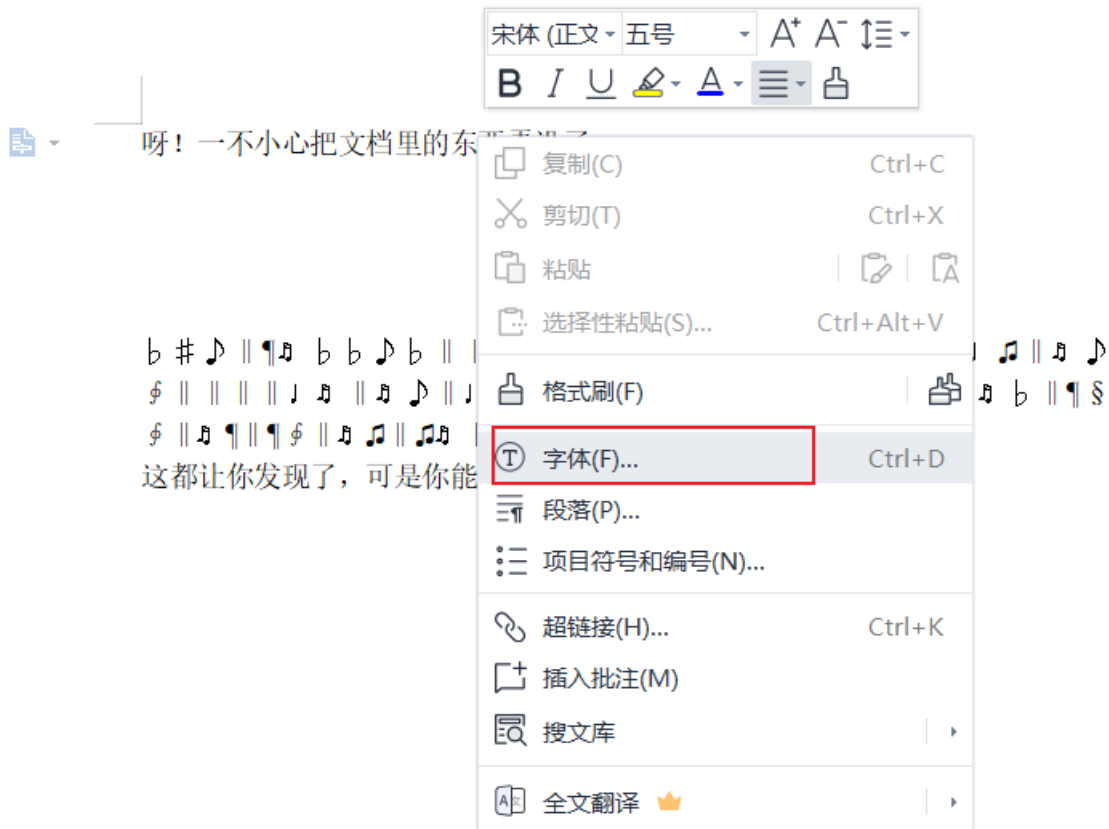 宋体 (正文 五号 A⁺ A⁻
B I U A
呀！一不小心把文档里的东
复制(C) Ctrl+C
剪切(T) Ctrl+X
粘贴
选择性粘贴(S)... Ctrl+Alt+V
♭♯♪‖¶♬♭♭♪♭‖ ♫‖♬♪
格式刷(F)
∮‖‖‖‖♩♬‖♬♪‖♩ ♬♭‖¶§
∮‖♬¶‖¶∮‖♬♫‖♫♬
字体(F)... Ctrl+D
这都让你发现了，可是你能
段落(P)...
项目符号和编号(N)...
超链接(H)... Ctrl+K
插入批注(M)
搜文库
全文翻译